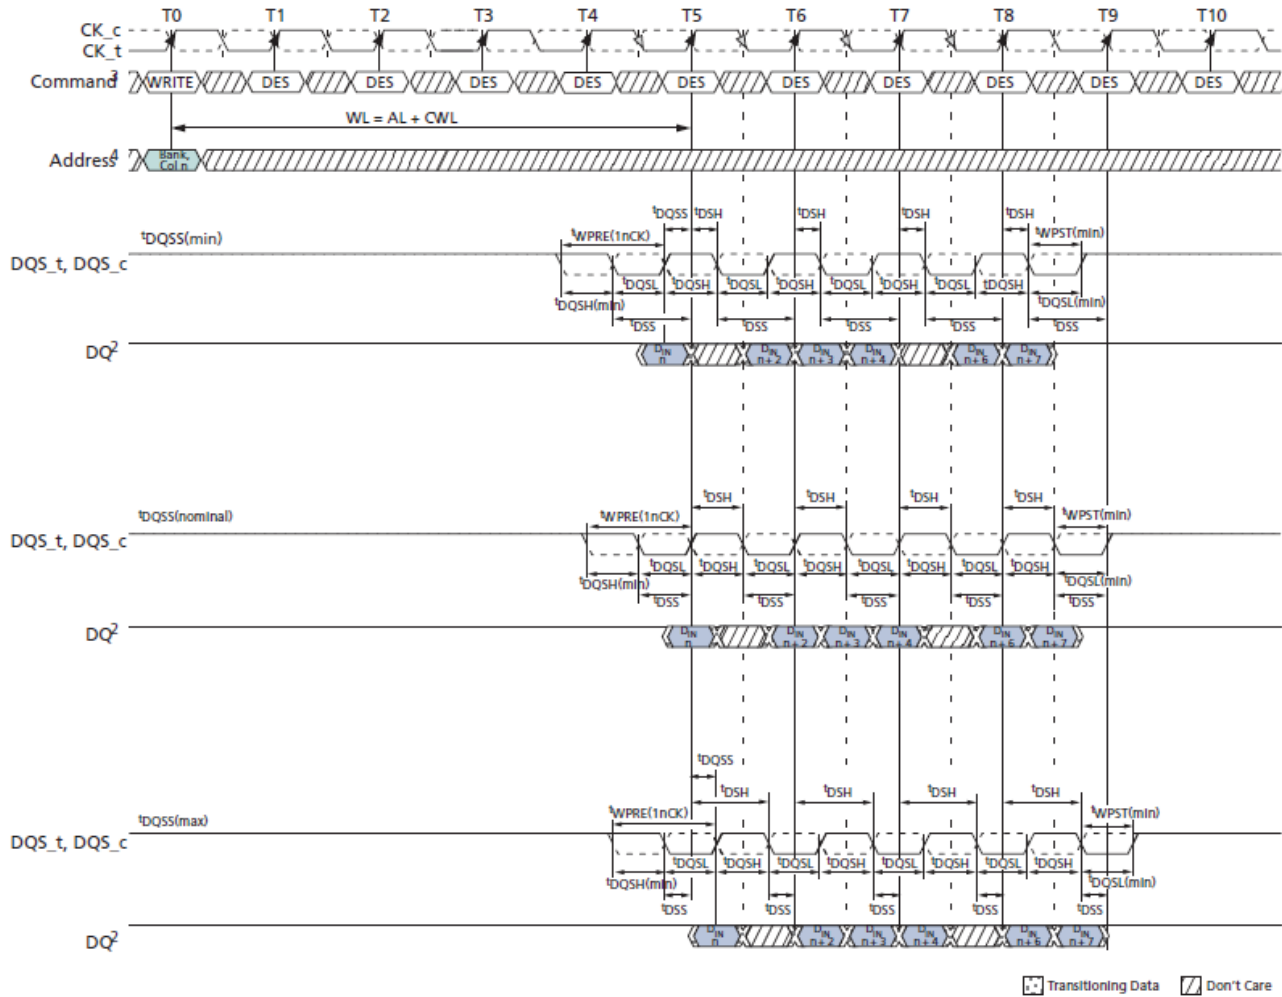 T0 T1 T2 T3 T4 T5 T6 T7 T8 T9 T10
CK_c
CK_t
Command3 WRITE DES DES DES DES DES DES DES DES DES DES
WL = AL + CWL
Address4 Bank, Col n
tDQSS tDSH tDSH tDSH tDSH
tDQSS(min) tWPRE(1nCK) tWPST(min)
DQS_t, DQS_c
tDQSL tDQSH tDQSL tDQSH tDQSL tDQSH tDQSL tDQSH
tDQSH(min) tDQSL(min)
tDSS tDSS tDSS tDSS tDSS
DQ2 DIN n DIN n+2 DIN n+3 DIN n+4 DIN n+6 DIN n+7
tDSH tDSH tDSH tDSH
tDQSS(nominal) tWPRE(1nCK) tWPST(min)
DQS_t, DQS_c
tDQSL tDQSH tDQSL tDQSH tDQSL tDQSH tDQSL tDQSH
tDQSH(min) tDQSL(min)
tDSS tDSS tDSS tDSS tDSS
DQ2 DIN n DIN n+2 DIN n+3 DIN n+4 DIN n+6 DIN n+7
tDQSS
tDSH tDSH tDSH tDSH
tDQSS(max) tWPRE(1nCK) tWPST(min)
DQS_t, DQS_c
tDQSL tDQSH tDQSL tDQSH tDQSL tDQSH tDQSL tDQSH
tDQSH(min) tDQSL(min)
tDSS tDSS tDSS tDSS tDSS
DQ2 DIN n DIN n+2 DIN n+3 DIN n+4 DIN n+6 DIN n+7
Transitioning Data Don't Care